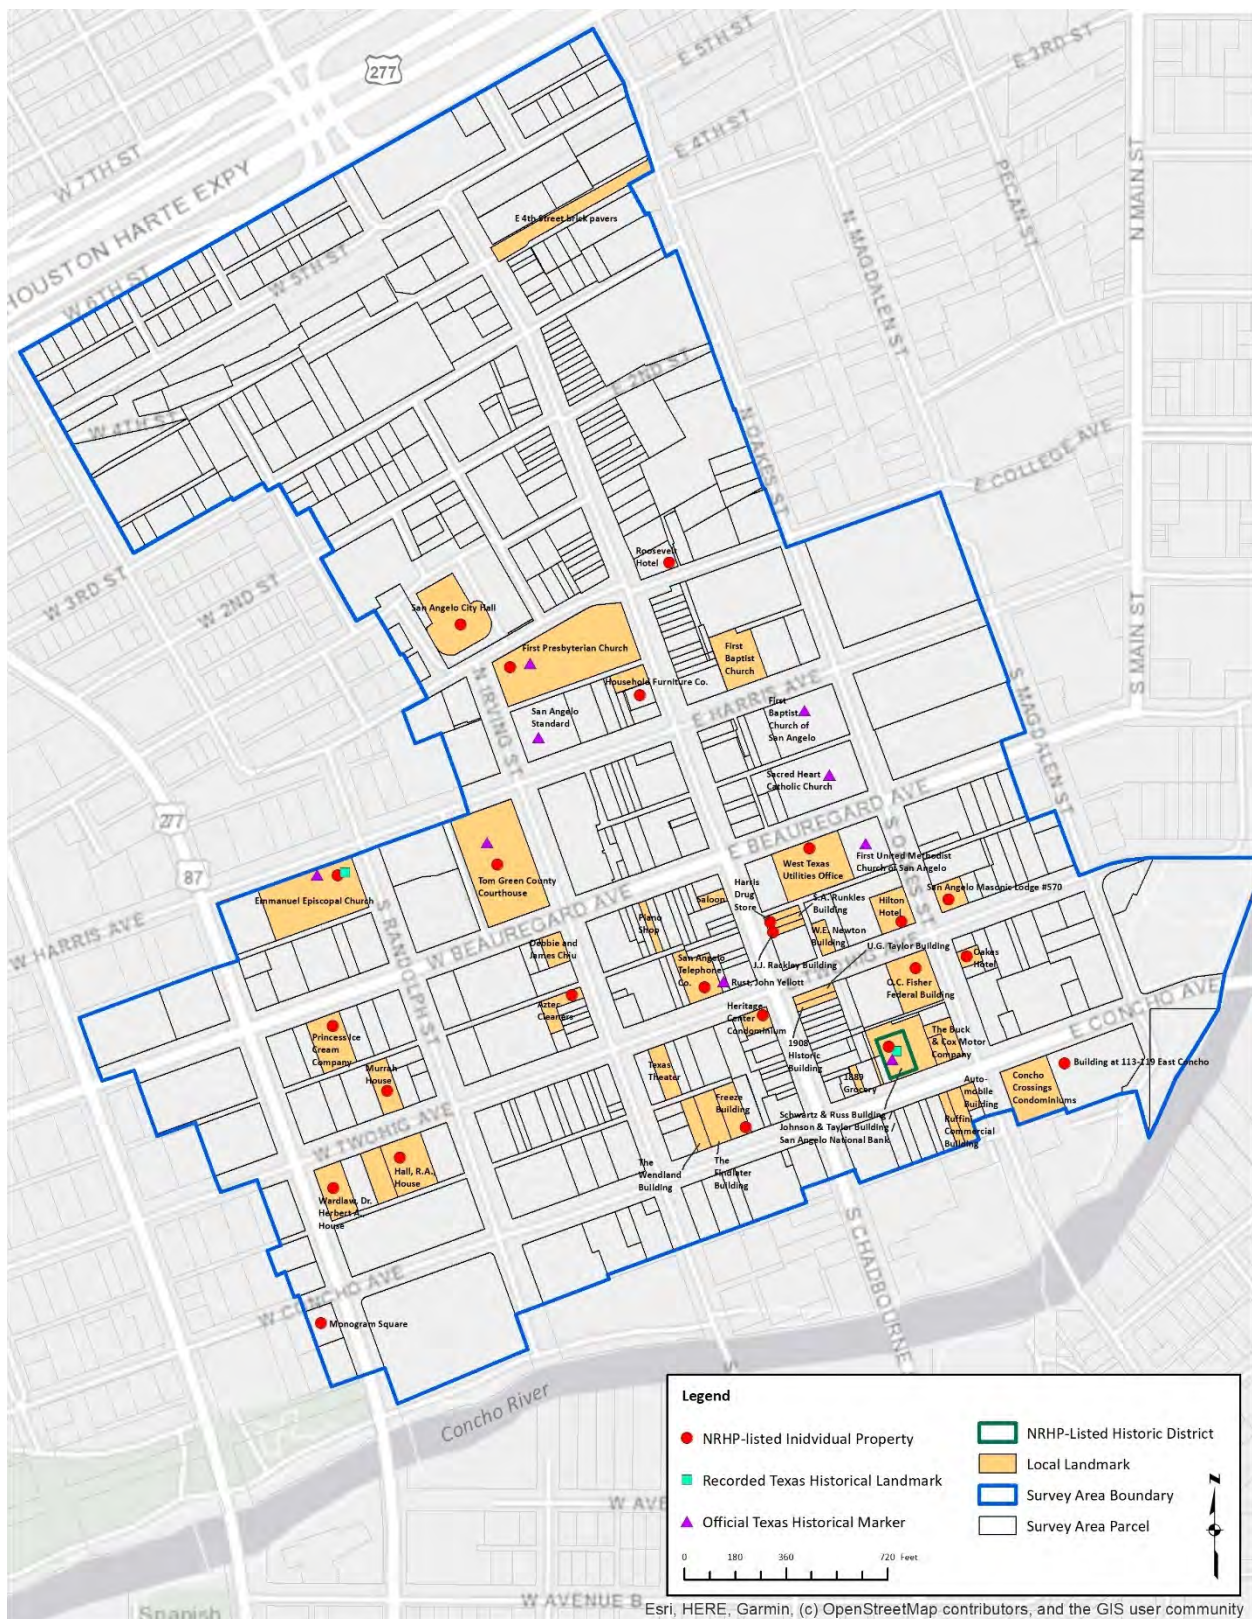 E 5TH ST
E 3RD ST
277
W 7TH ST
E 4TH ST
PECAN ST
N MAIN ST
HOUSTON HARTE EXPY
E 4th Street brick pavers
N MAGDALEN ST
W 5TH ST
W 6TH ST
E 2ND ST
W 4TH ST
N OAKES ST
E COLLEGE AVE
W 3RD ST
W 2ND ST
Roosevelt
Hotel
San Angelo City Hall
First Presbyterian Church
First
Baptist
Church
S MAIN ST
Household Furniture Co.
N IRVING ST
E HARRIS AVE
S MAGDALEN ST
San Angelo
Standard
First
Baptist
Church of
San Angelo
Sacred Heart
Catholic Church
277
87
E BEAUREGARD AVE
S OAKES ST
Tom Green County
Courthouse
West Texas
Utilities Office
First United Methodist
Church of San Angelo
Emmanuel Episcopal Church
W HARRIS AVE
S RANDOLPH ST
W BEAUREGARD AVE
Harris
Drug
Store
Saloon
S.A. Runkles
Building
Hilton
Hotel
San Angelo Masonic Lodge #570
Piano
Shop
W.E. Newton
Building
Debbie and
James Chiu
U.G. Taylor Building
San Angelo
Telephone
Co.
J.J. Rackley Building
S TWOHIG AVE
Oakes
Hotel
Rust, John Yellott
O.C. Fisher
Federal Building
Aztec
Cleaners
Heritage
Center
Condominium
E CONCHO AVE
Princess Ice
Cream
Company
The Buck
& Cox Motor
Company
1908
Historic
Building
Murrah
House
Texas
Theater
1889
Grocery
Building at 113-119 East Concho
Concho
Crossings
Condominiums
Auto-
mobile
Building
Freeze
Building
W TWOHIG AVE
Schwartz & Russ Building /
Johnson & Taylor Building /
San Angelo National Bank
Ruffini
Commercial
Building
Hall, R.A.,
House
The
Wendland
Building
The
Findlater
Building
Wardlaw, Dr.
Herbert A.,
House
S CHADBOURNE
W CONCHO AVE
Monogram Square
S
Concho River
Legend
NRHP-listed Inidvidual Property
Recorded Texas Historical Landmark
Official Texas Historical Marker
NRHP-Listed Historic District
Local Landmark
Survey Area Boundary
Survey Area Parcel
0 180 360 720 Feet
N
W AVE
W AVENUE B
Spanish
Esri, HERE, Garmin, (c) OpenStreetMap contributors, and the GIS user community